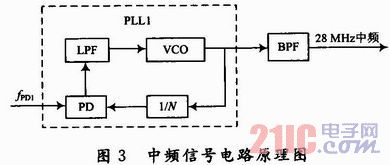 PLL1
LPF
VCO
BPF
28 MHz中频
fPD1
PD
1/N
21IC电子网
.com
图 3 中频信号电路原理图